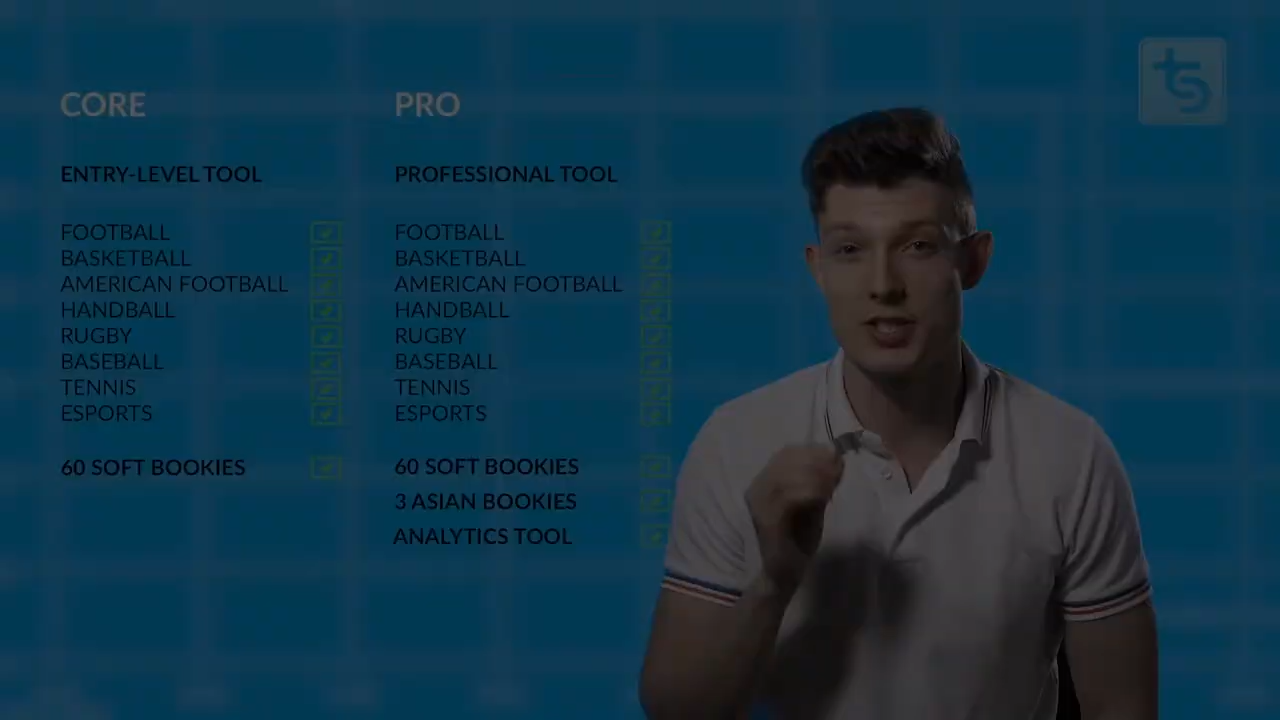 ts
CORE
ENTRY-LEVEL TOOL
FOOTBALL
BASKETBALL
AMERICAN FOOTBALL
HANDBALL
RUGBY
BASEBALL
TENNIS
ESPORTS
60 SOFT BOOKIES
PRO
PROFESSIONAL TOOL
FOOTBALL
BASKETBALL
AMERICAN FOOTBALL
HANDBALL
RUGBY
BASEBALL
TENNIS
ESPORTS
60 SOFT BOOKIES
3 ASIAN BOOKIES
ANALYTICS TOOL